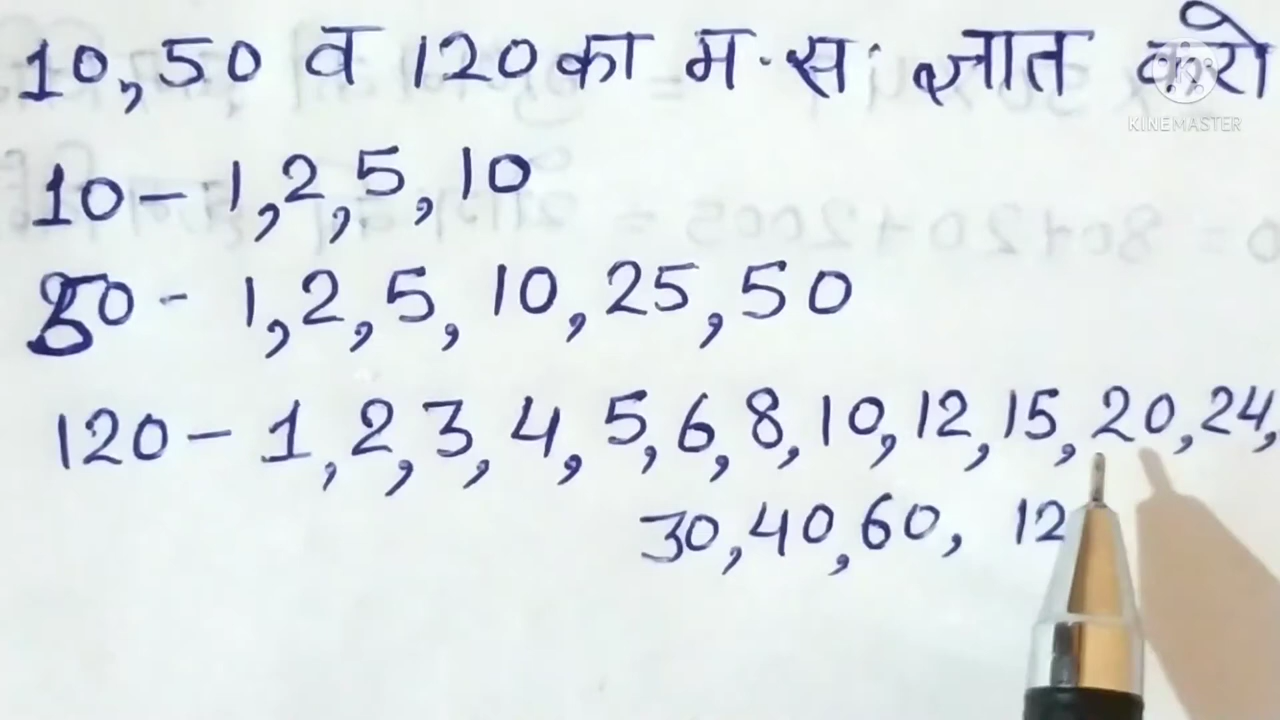 10, 50 व 120 का म. स. ज्ञात करो
KINEMASTER
10 – 1, 2, 5, 10
50 - 1, 2, 5, 10, 25, 50
120 – 1, 2, 3, 4, 5, 6, 8, 10, 12, 15, 20, 24,
30, 40, 60, 12